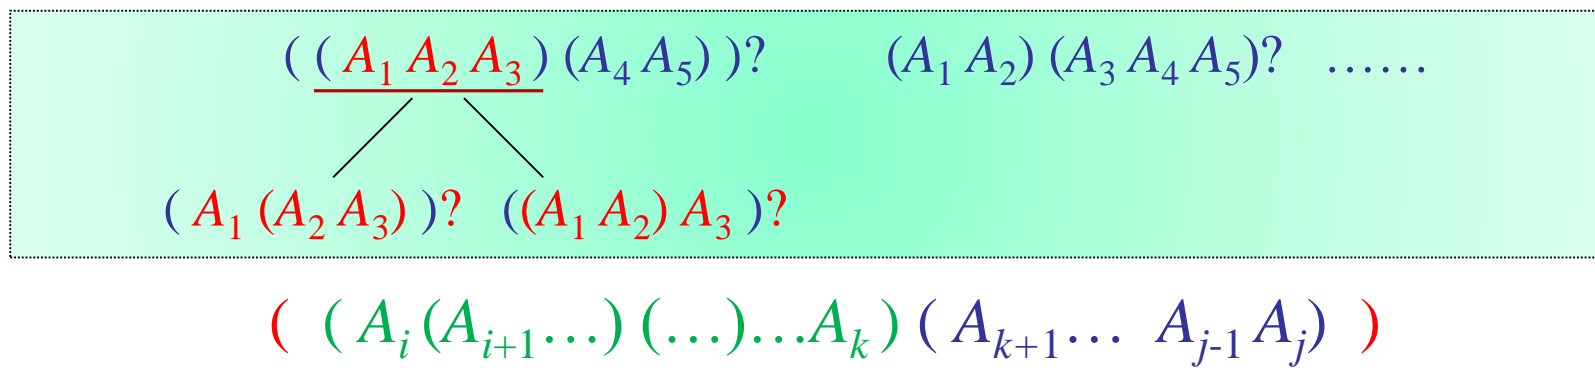 ( ( A₁ A₂ A₃ ) (A₄ A₅) )? (A₁ A₂) (A₃ A₄ A₅)? ……
( A₁ (A₂ A₃) )? ((A₁ A₂) A₃ )?
( ( Aᵢ (Aᵢ₊₁…) (…)…Aₖ ) ( Aₖ₊₁… Aⱼ₋₁ Aⱼ) )